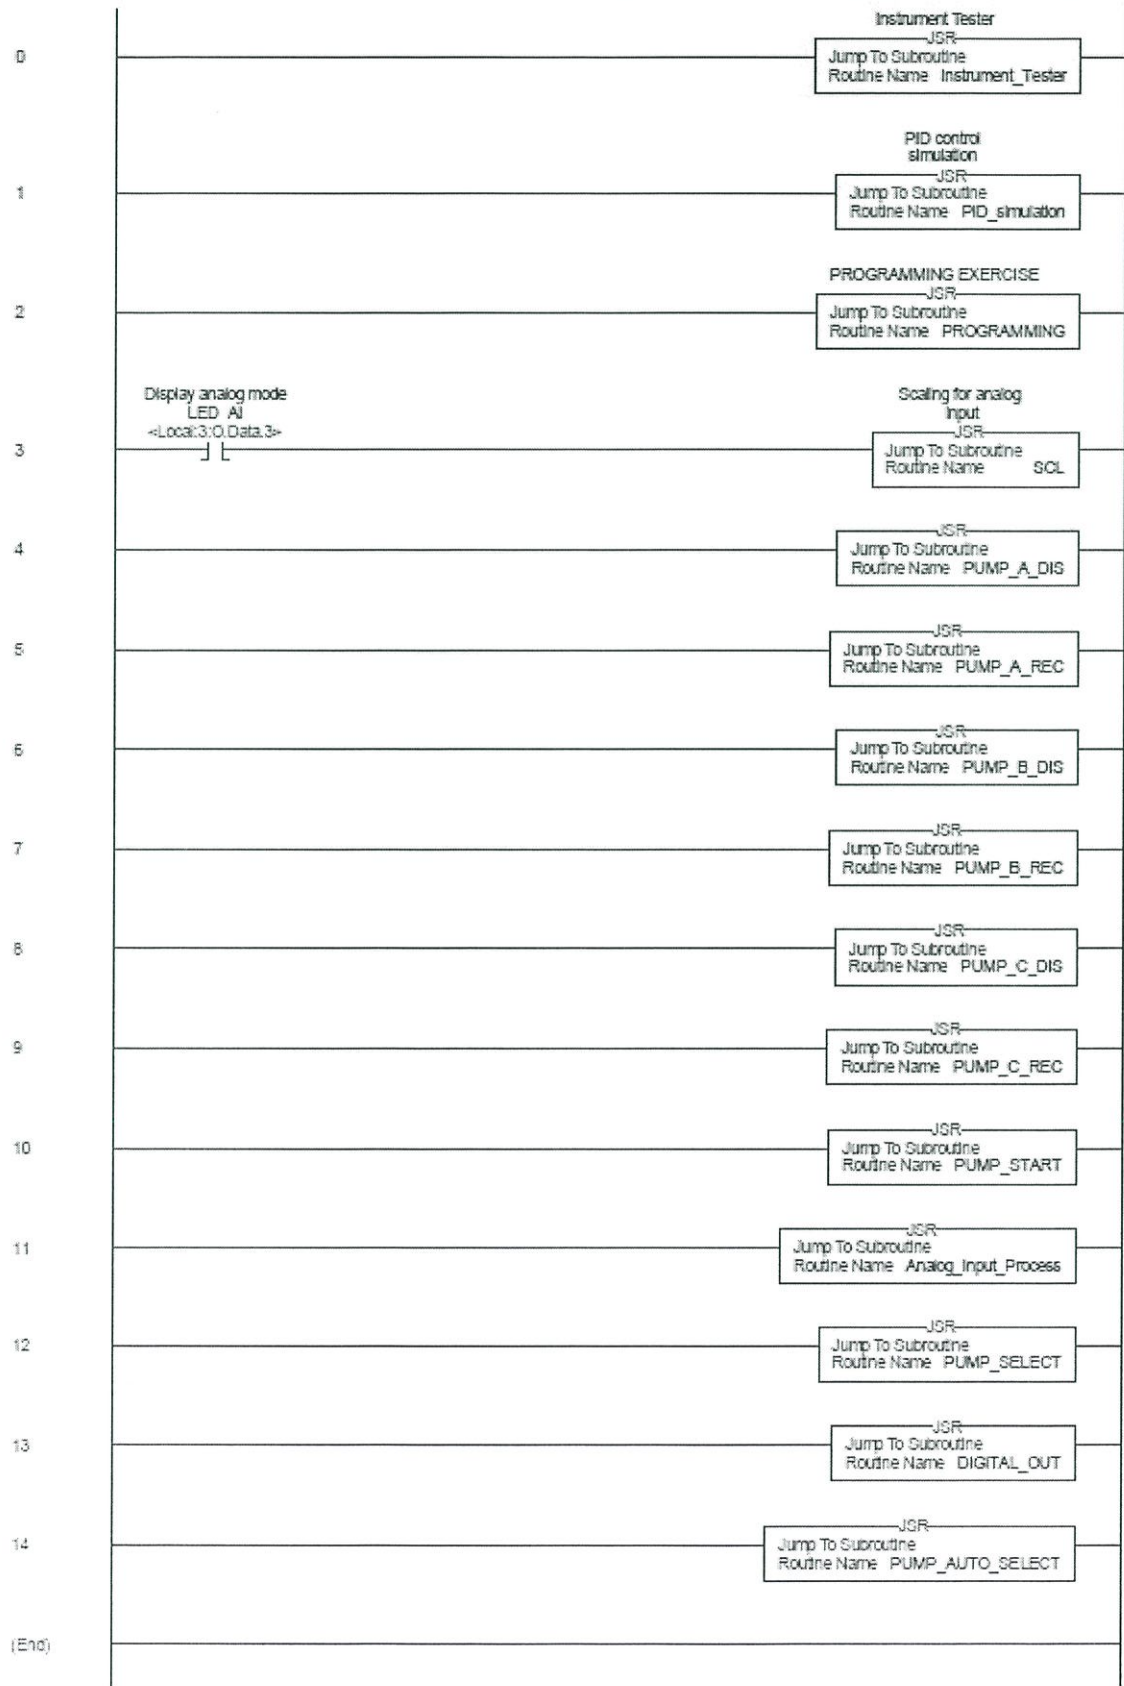 Instrument Tester
0
JSR
Jump To Subroutine
Routine Name Instrument_Tester
PID control
simulation
1
JSR
Jump To Subroutine
Routine Name PID_simulation
PROGRAMMING EXERCISE
2
JSR
Jump To Subroutine
Routine Name PROGRAMMING
Display analog mode
LED_AI
<Local:3:O.Data.3>
3
Scaling for analog
input
JSR
Jump To Subroutine
Routine Name SCL
4
JSR
Jump To Subroutine
Routine Name PUMP_A_DIS
5
JSR
Jump To Subroutine
Routine Name PUMP_A_REC
6
JSR
Jump To Subroutine
Routine Name PUMP_B_DIS
7
JSR
Jump To Subroutine
Routine Name PUMP_B_REC
8
JSR
Jump To Subroutine
Routine Name PUMP_C_DIS
9
JSR
Jump To Subroutine
Routine Name PUMP_C_REC
10
JSR
Jump To Subroutine
Routine Name PUMP_START
11
JSR
Jump To Subroutine
Routine Name Analog_Input_Process
12
JSR
Jump To Subroutine
Routine Name PUMP_SELECT
13
JSR
Jump To Subroutine
Routine Name DIGITAL_OUT
14
JSR
Jump To Subroutine
Routine Name PUMP_AUTO_SELECT
(End)